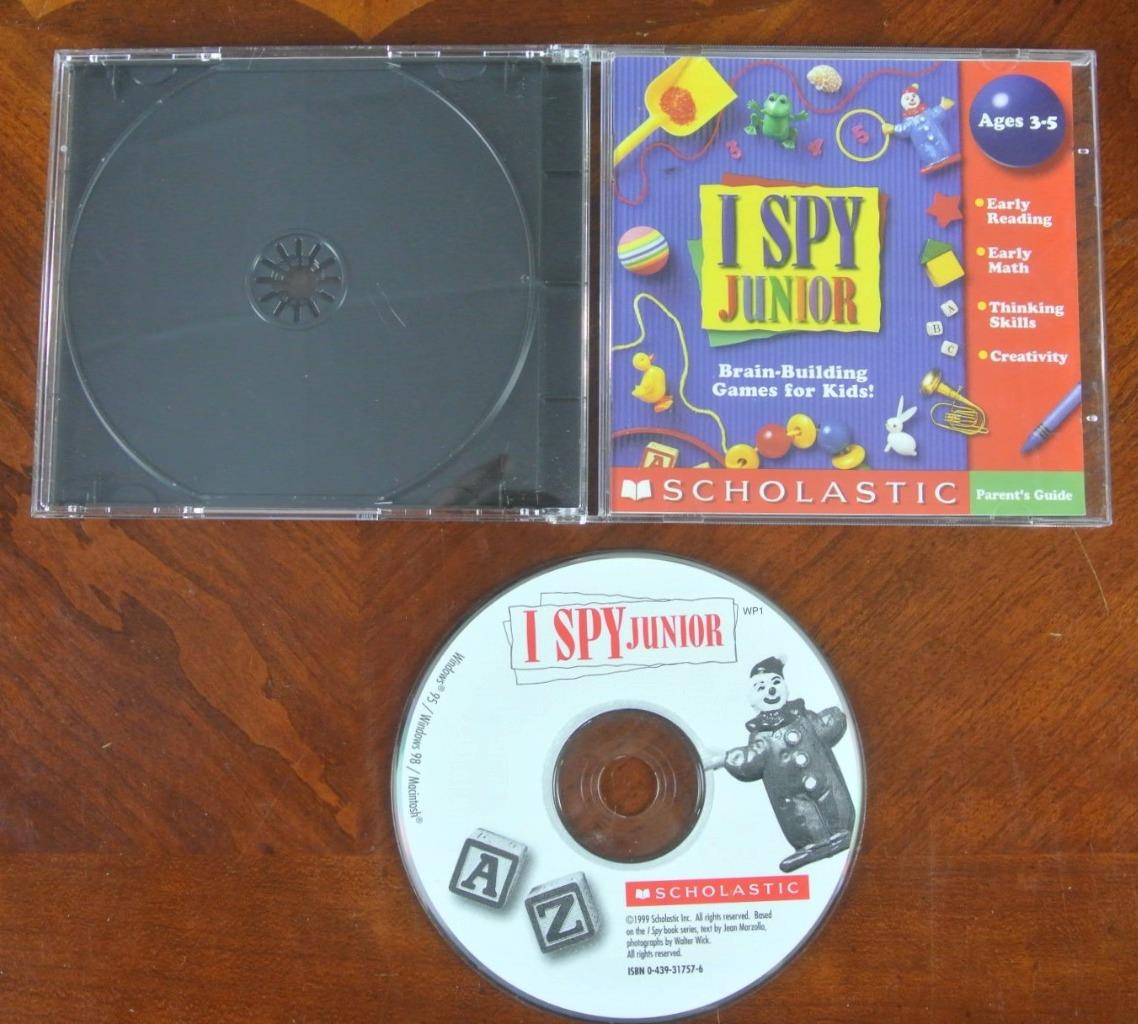 3 4 5
Ages 3-5
I SPY
JUNIOR
Brain-Building
Games for Kids!
Early
Reading
Early
Math
Thinking
Skills
Creativity
A
B
C
A
SCHOLASTIC
Parent's Guide
I SPY JUNIOR
WP1
Windows® 95 / Windows 98 / Macintosh®
A
Z
SCHOLASTIC
©1999 Scholastic Inc. All rights reserved. Based
on the I Spy book series, text by Jean Marzollo,
photographs by Walter Wick.
All rights reserved.
ISBN 0-439-31757-6